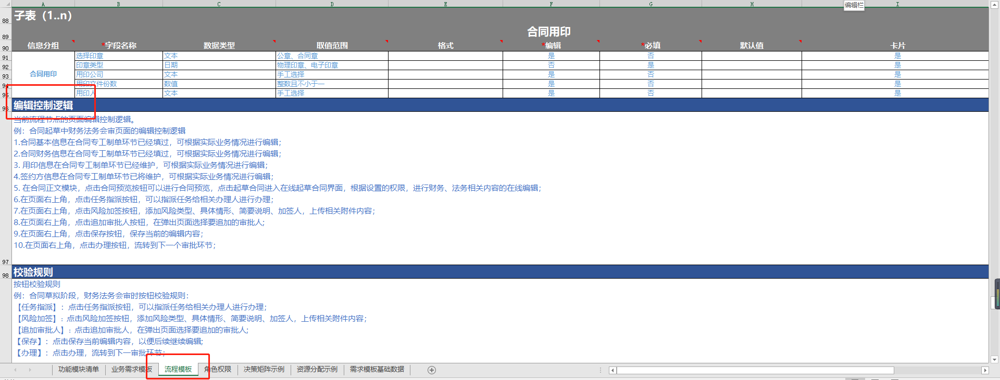 A B C D E F G H I
编辑栏
88 子表（1..n）
89 合同用印
90 信息分组 *字段名称 数据类型 取值范围 格式 *编辑 *必填 默认值 卡片
91 选择印章 文本 公章、合同章 是 否 是
92 印章类型 日期 物理印章、电子印章 否 是 是
93 合同用印 用印公司 文本 手工选择 是 否 是
94 用印文件份数 数值 整数且不小于一 是 否 是
95 用印人 文本 手工选择 是 否 是
96 编辑控制逻辑
当前流程节点的页面编辑控制逻辑。
例：合同起草中财务法务会审页面的编辑控制逻辑
1.合同基本信息在合同专工制单环节已经填过，可根据实际业务情况进行编辑；
2.合同财务信息在合同专工制单环节已经填过，可根据实际业务情况进行编辑；
3. 用印信息在合同专工制单环节已经维护，可根据实际业务情况进行编辑；
4.签约方信息在合同专工制单环节已将维护，可根据实际业务情况进行编辑；
5. 在合同正文模块，点击合同预览按钮可以进行合同预览，点击起草合同进入在线起草合同界面，根据设置的权限，进行财务、法务相关内容的在线编辑；
6.在页面右上角，点击任务指派按钮，可以指派任务给相关办理人进行办理；
7.在页面右上角，点击风险加签按钮，添加风险类型、具体情形、简要说明、加签人，上传相关附件内容；
8.在页面右上角，点击追加审批人按钮，在弹出页面选择要追加的审批人；
9.在页面右上角，点击保存按钮，保存当前的编辑内容；
10.在页面右上角，点击办理按钮，流转到下一个审批环节；
97
98 校验规则
按钮校验规则
例：合同草拟阶段，财务法务会审时按钮校验规则：
【任务指派】：点击任务指派按钮，可以指派任务给相关办理人进行办理；
【风险加签】：点击风险加签按钮，添加风险类型、具体情形、简要说明、加签人，上传相关附件内容；
【追加审批人】：点击追加审批人，在弹出页面选择要追加的审批人；
【保存】：点击保存当前编辑内容，以便后续继续编辑；
【办理】：点击办理，流转到下一审批环节；
功能模块清单 业务需求模板 流程模板 角色权限 决策矩阵示例 资源分配示例 需求模板基础数据